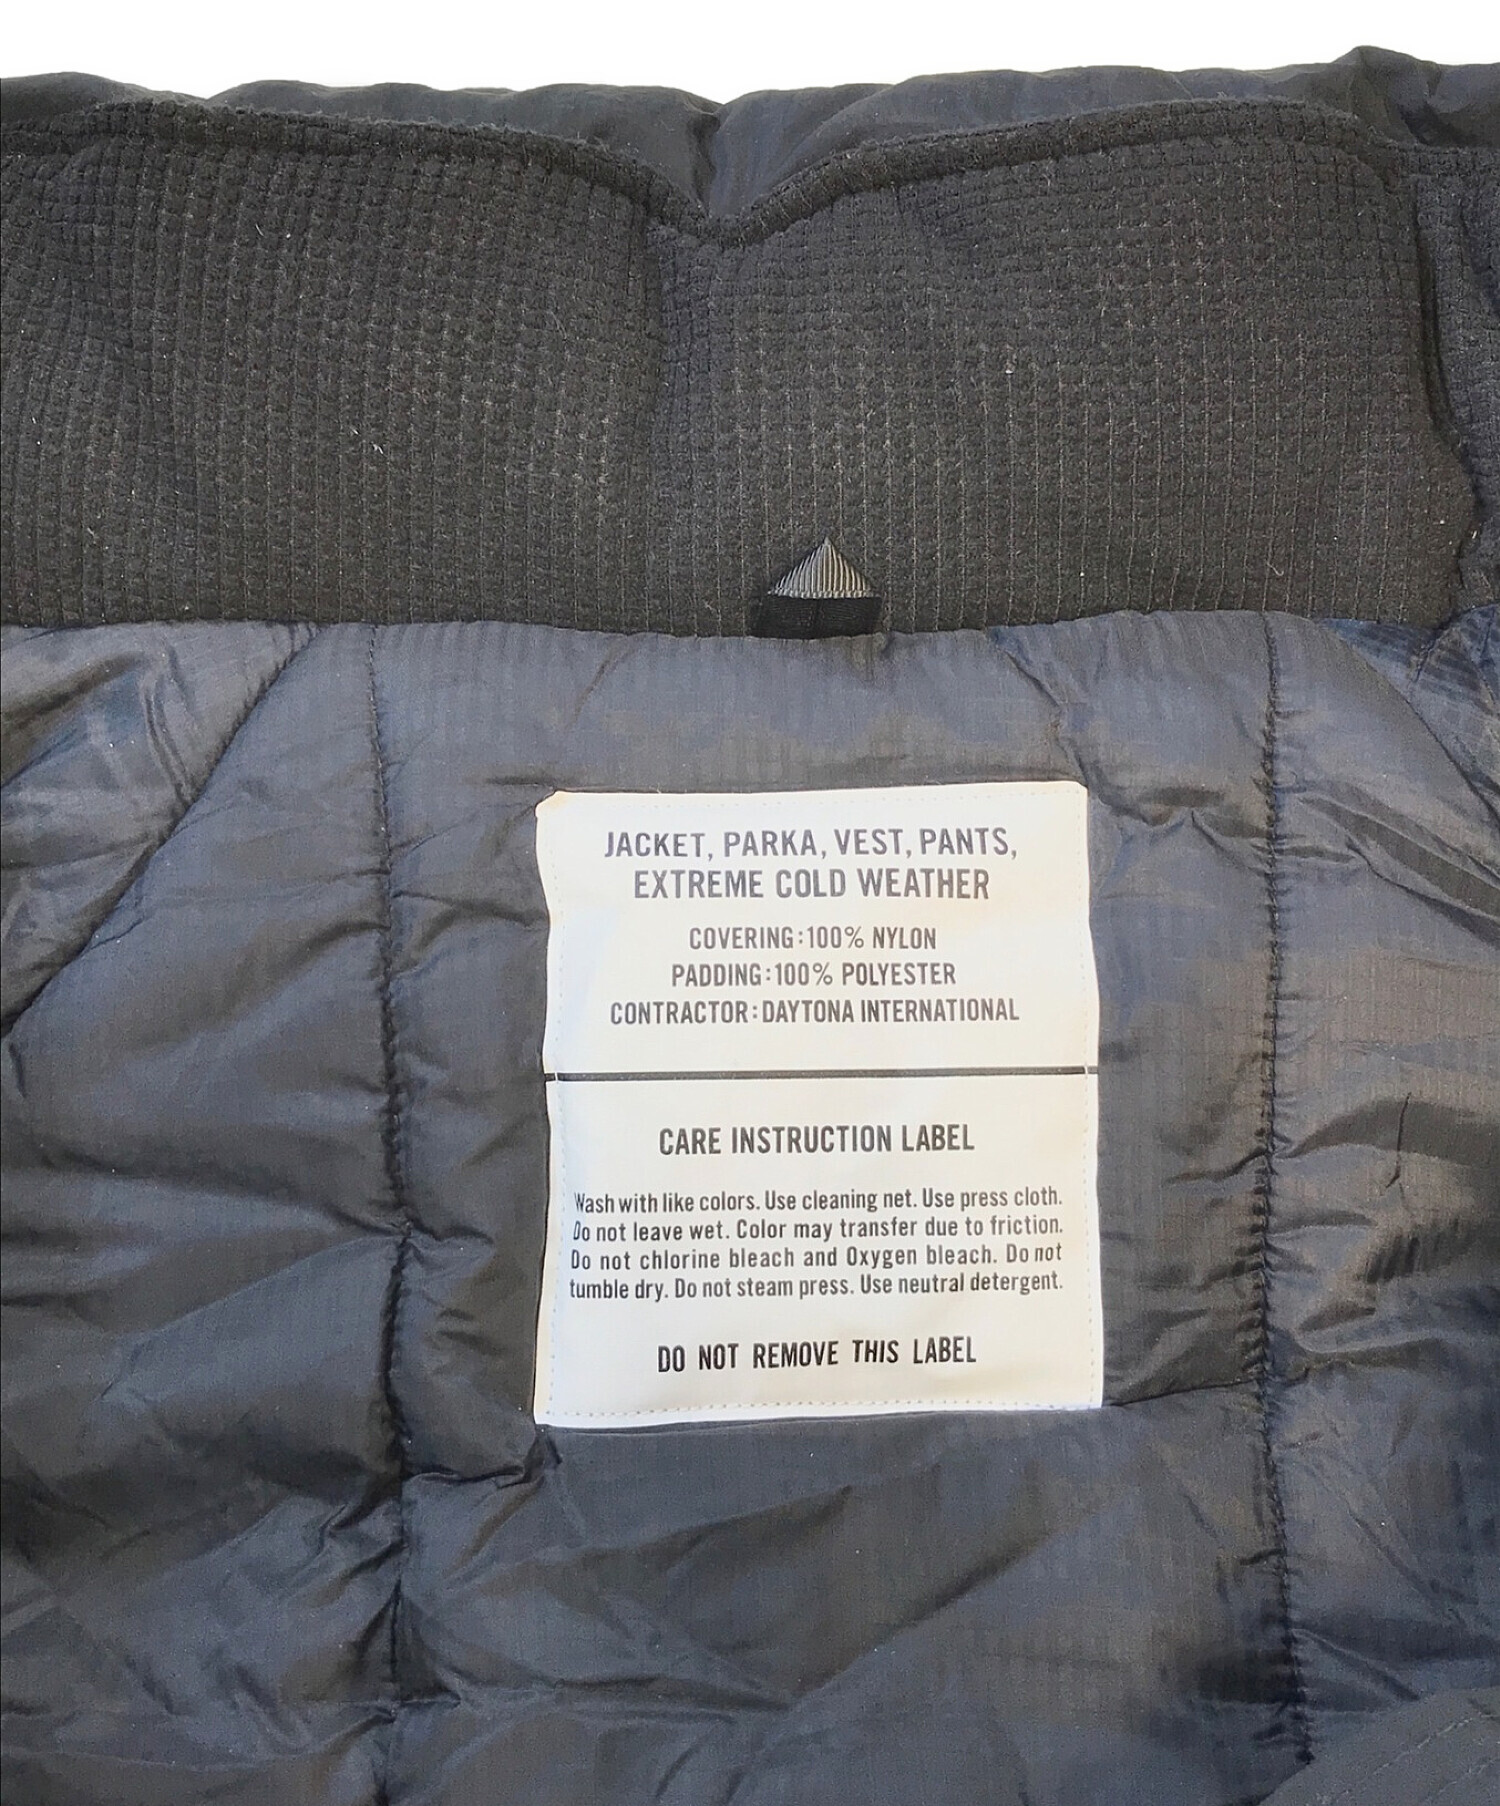 JACKET, PARKA, VEST, PANTS,
EXTREME COLD WEATHER
COVERING:100% NYLON
PADDING:100% POLYESTER
CONTRACTOR:DAYTONA INTERNATIONAL
CARE INSTRUCTION LABEL
Wash with like colors. Use cleaning net. Use press cloth.
Do not leave wet. Color may transfer due to friction.
Do not chlorine bleach and Oxygen bleach. Do not
tumble dry. Do not steam press. Use neutral detergent.
DO NOT REMOVE THIS LABEL